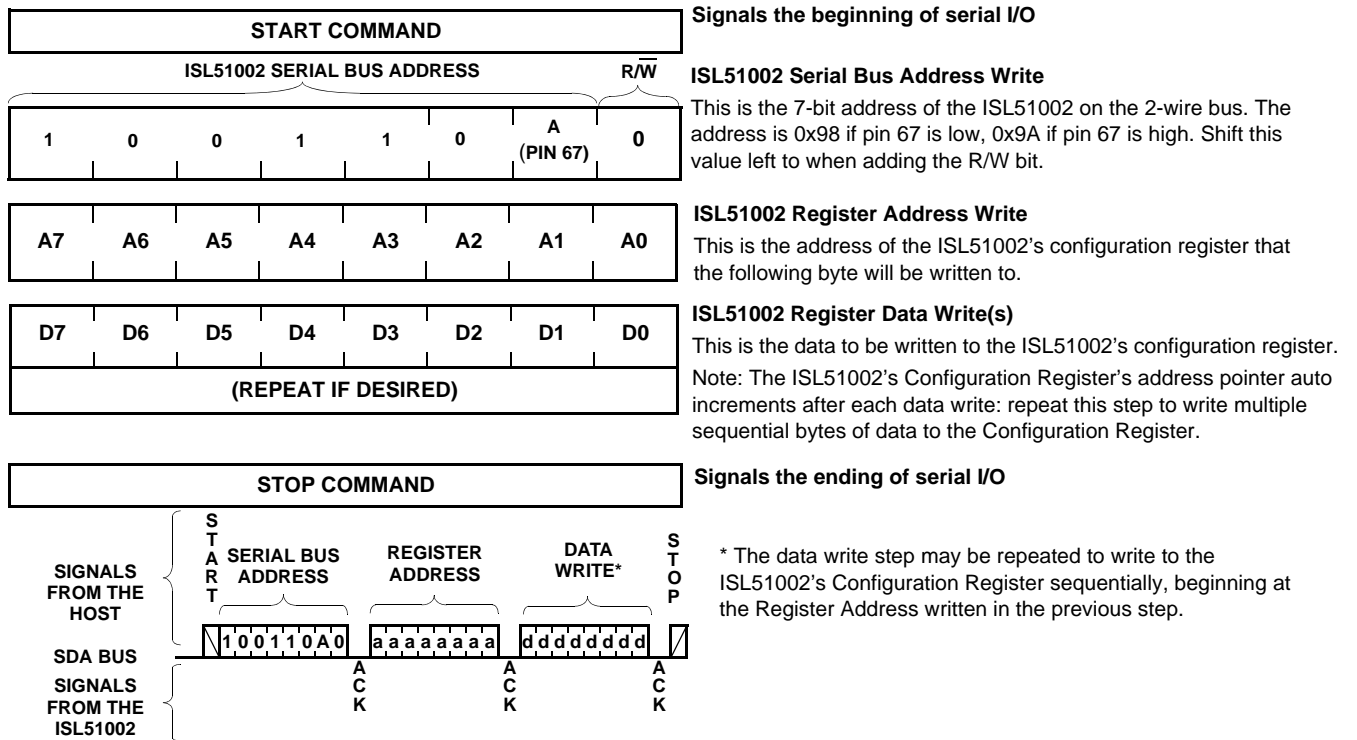 START COMMAND
Signals the beginning of serial I/O
ISL51002 SERIAL BUS ADDRESS R/W̅
1 0 0 1 1 0 A (PIN 67) 0
ISL51002 Serial Bus Address Write
This is the 7-bit address of the ISL51002 on the 2-wire bus. The
address is 0x98 if pin 67 is low, 0x9A if pin 67 is high. Shift this
value left to when adding the R/W bit.
A7 A6 A5 A4 A3 A2 A1 A0
ISL51002 Register Address Write
This is the address of the ISL51002's configuration register that
the following byte will be written to.
D7 D6 D5 D4 D3 D2 D1 D0
(REPEAT IF DESIRED)
ISL51002 Register Data Write(s)
This is the data to be written to the ISL51002's configuration register.
Note: The ISL51002's Configuration Register's address pointer auto
increments after each data write: repeat this step to write multiple
sequential bytes of data to the Configuration Register.
STOP COMMAND
Signals the ending of serial I/O
SIGNALS
FROM THE
HOST
START
SERIAL BUS
ADDRESS
REGISTER
ADDRESS
DATA
WRITE*
STOP
* The data write step may be repeated to write to the
ISL51002's Configuration Register sequentially, beginning at
the Register Address written in the previous step.
SDA BUS
1 0 0 1 1 0 A 0 a a a a a a a a d d d d d d d d
SIGNALS
FROM THE
ISL51002
ACK
ACK
ACK